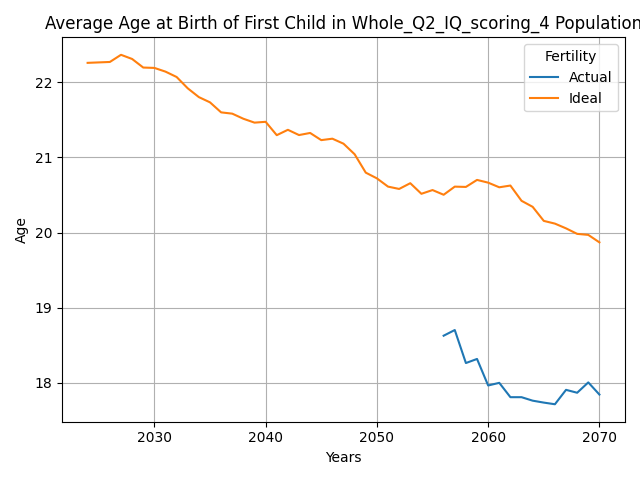 Average Age at Birth of First Child in Whole_Q2_IQ_scoring_4 Population
Fertility
Actual
Ideal
22
21
20
19
18
Age
2030 2040 2050 2060 2070
Years